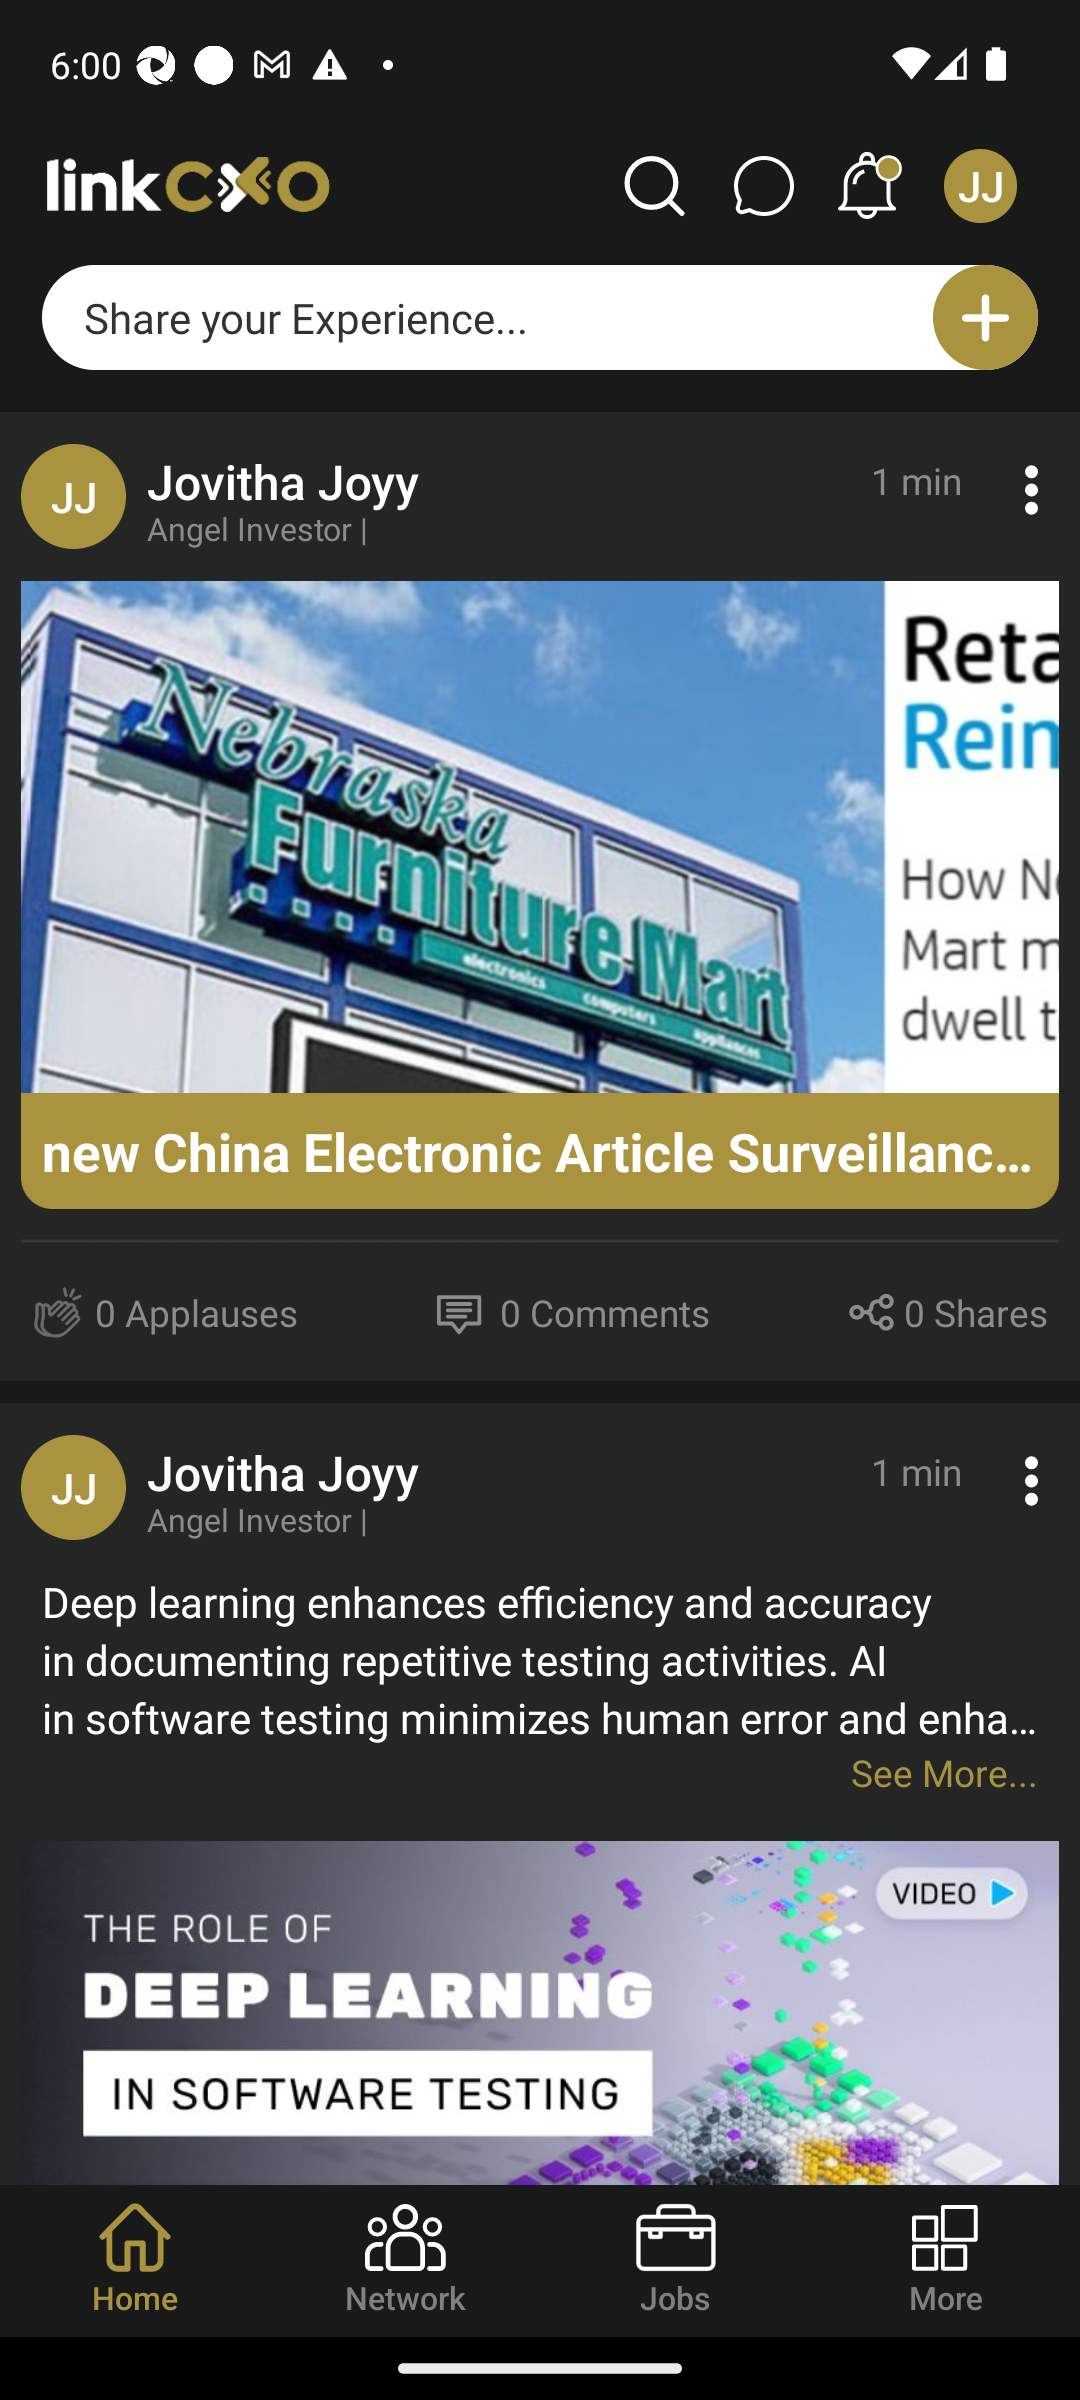 6:00
linkCXO
JJ
Share your Experience...
JJ
Jovitha Joyy
1 min
Angel Investor |
Nebraska
Furniture Mart
electronics computers appliances
Reta
Rein
How Ne
Mart m
dwell t
new China Electronic Article Surveillanc...
0 Applauses
0 Comments
0 Shares
JJ
Jovitha Joyy
1 min
Angel Investor |
Deep learning enhances efficiency and accuracy
in documenting repetitive testing activities. AI
in software testing minimizes human error and enha...
See More...
VIDEO
THE ROLE OF
DEEP LEARNING
IN SOFTWARE TESTING
Home
Network
Jobs
More